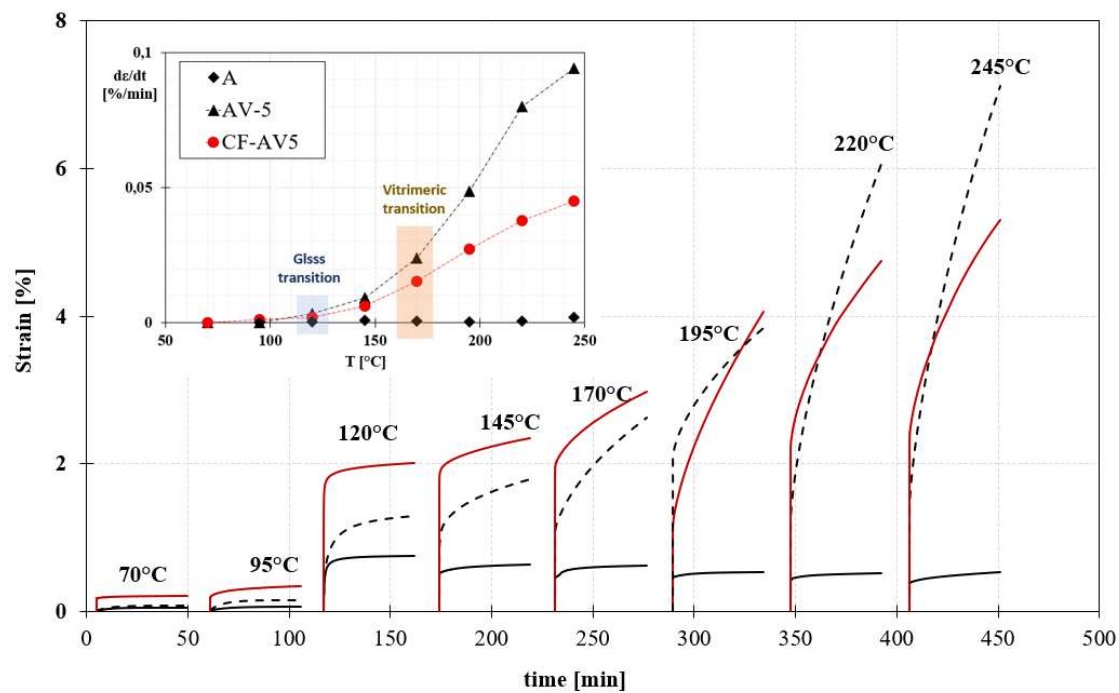 8
6
4
2
0
Strain [%]
0
50
100
150
200
250
300
350
400
450
500
time [min]
70°C
95°C
120°C
145°C
170°C
195°C
220°C
245°C
0,1
dε/dt
[%/min]
0,05
0
A
AV-5
CF-AV5
Glsss
transition
Vitrimeric
transition
50
100
150
200
250
T [°C]